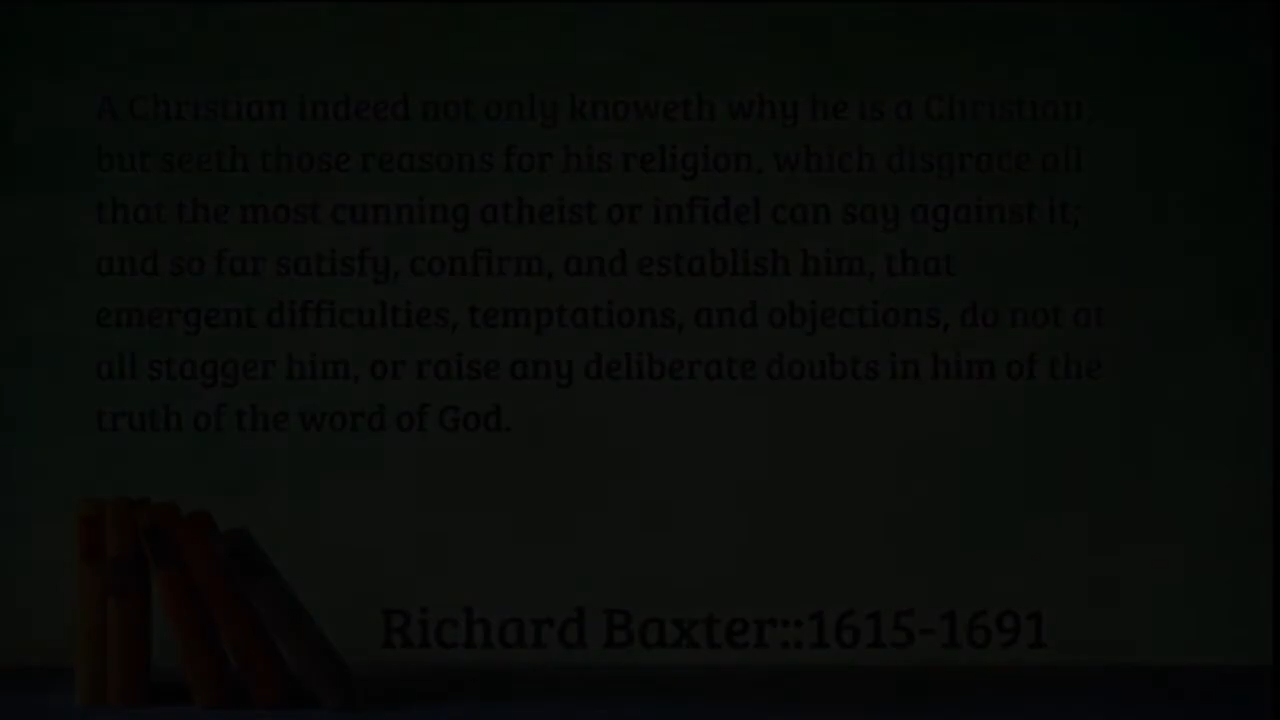 A Christian indeed not only knoweth why he is a Christian,
but seeth those reasons for his religion, which disgrace all
that the most cunning atheist or infidel can say against it;
and so far satisfy, confirm, and establish him, that
emergent difficulties, temptations, and objections, do not at
all stagger him, or raise any deliberate doubts in him of the
truth of the word of God.
Richard Baxter::1615-1691